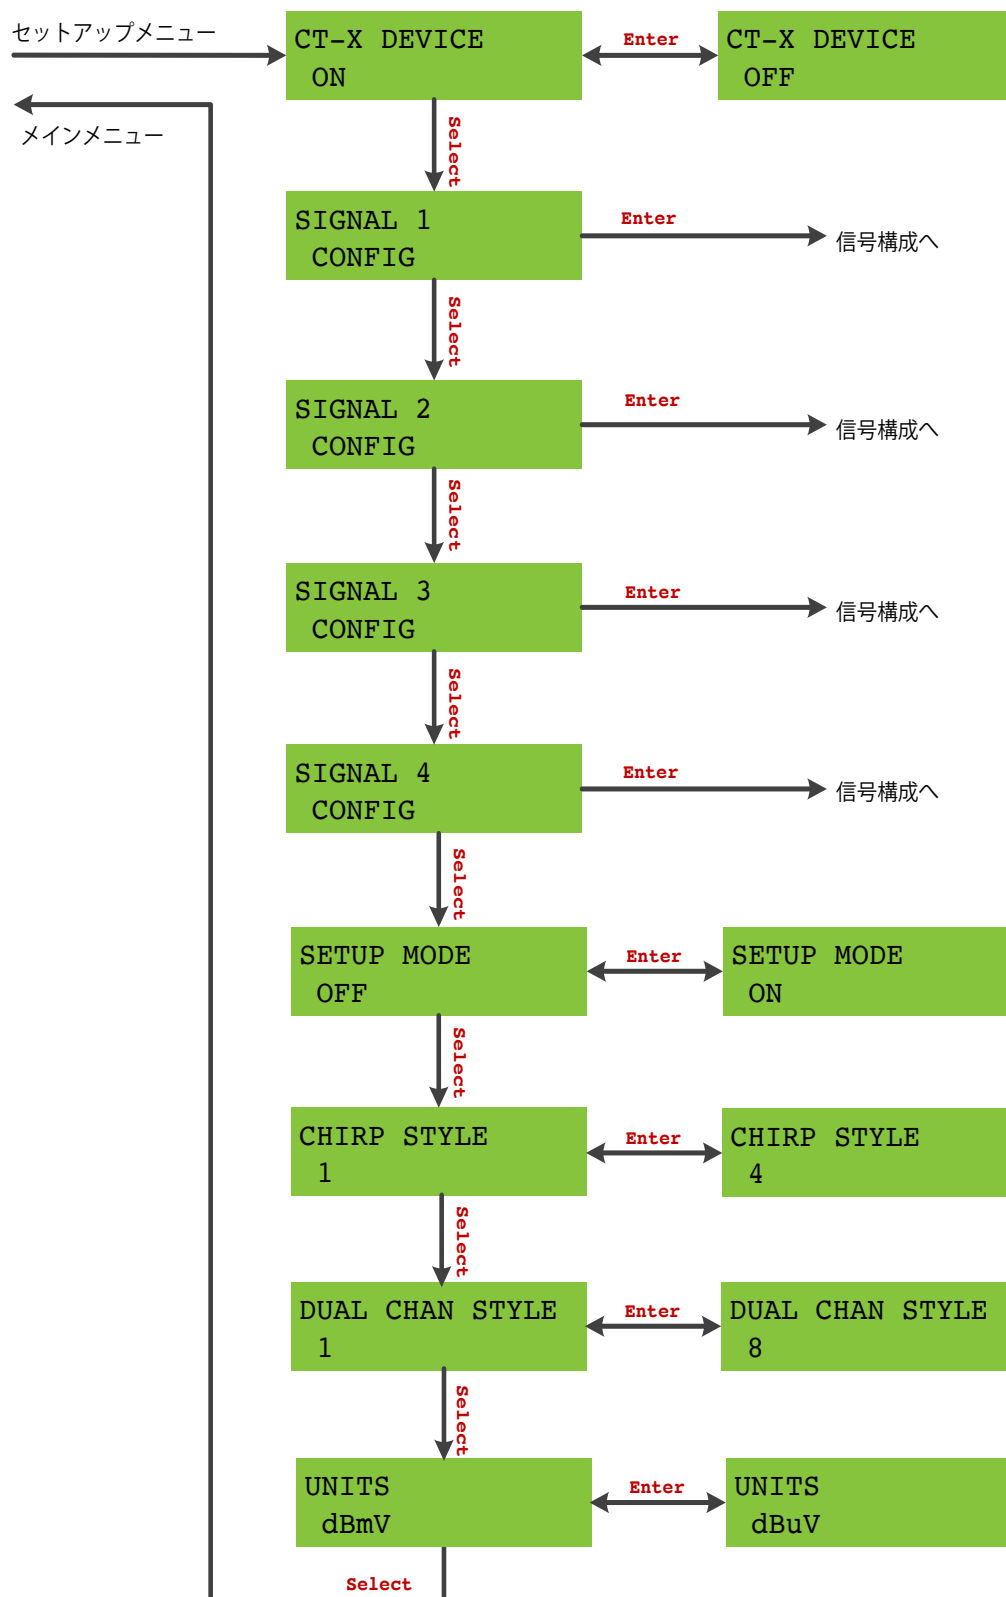 セットアップメニュー
CT-X DEVICE
ON
Enter
CT-X DEVICE
OFF
メインメニュー
Select
SIGNAL 1
CONFIG
Enter
信号構成へ
Select
SIGNAL 2
CONFIG
Enter
信号構成へ
Select
SIGNAL 3
CONFIG
Enter
信号構成へ
Select
SIGNAL 4
CONFIG
Enter
信号構成へ
Select
SETUP MODE
OFF
Enter
SETUP MODE
ON
Select
CHIRP STYLE
1
Enter
CHIRP STYLE
4
Select
DUAL CHAN STYLE
1
Enter
DUAL CHAN STYLE
8
Select
UNITS
dBmV
Enter
UNITS
dBuV
Select